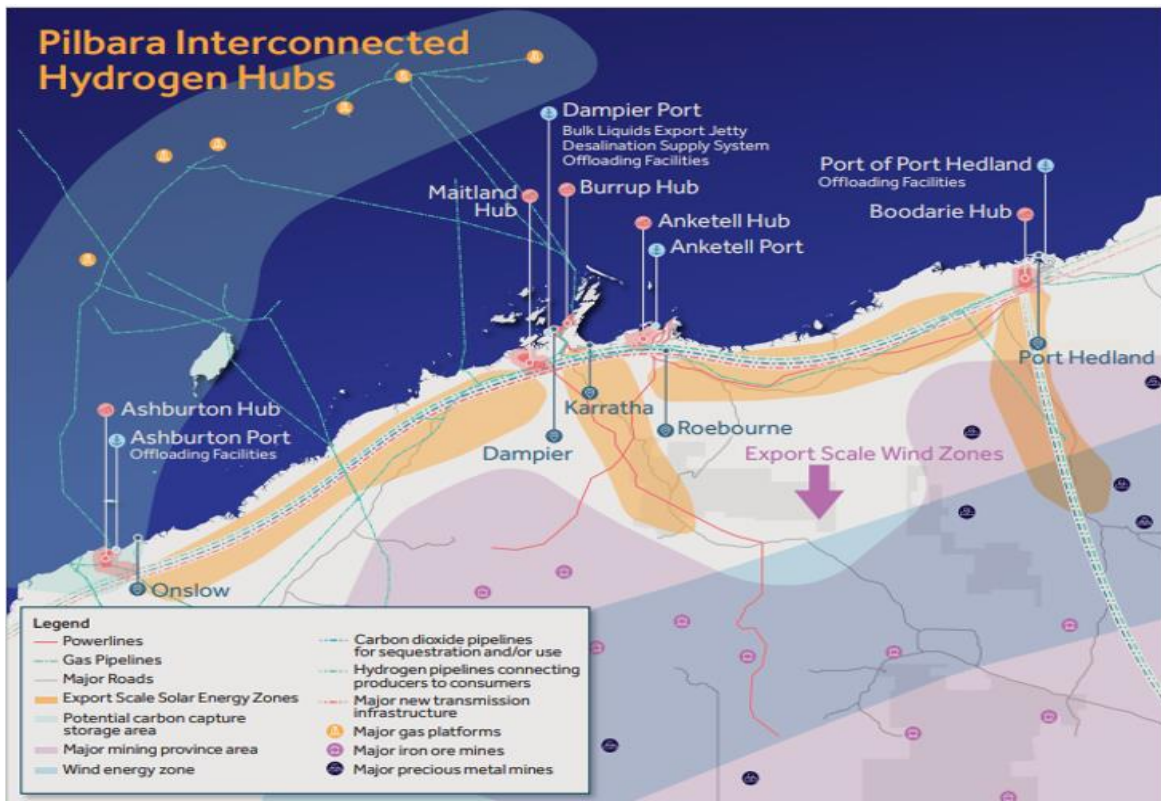 Pilbara Interconnected
Hydrogen Hubs
Dampier Port
Bulk Liquids Export Jetty
Desalination Supply System
Offloading Facilities
Maitland
Hub
Burrup Hub
Port of Port Hedland
Offloading Facilities
Anketell Hub
Boodarie Hub
Anketell Port
Port Hedland
Karratha
Ashburton Hub
Roebourne
Ashburton Port
Offloading Facilities
Dampier
Export Scale Wind Zones
Onslow
Legend
Powerlines
Gas Pipelines
Major Roads
Export Scale Solar Energy Zones
Potential carbon capture
storage area
Major mining province area
Wind energy zone
Carbon dioxide pipelines
for sequestration and/or use
Hydrogen pipelines connecting
producers to consumers
Major new transmission
infrastructure
Major gas platforms
Major iron ore mines
Major precious metal mines